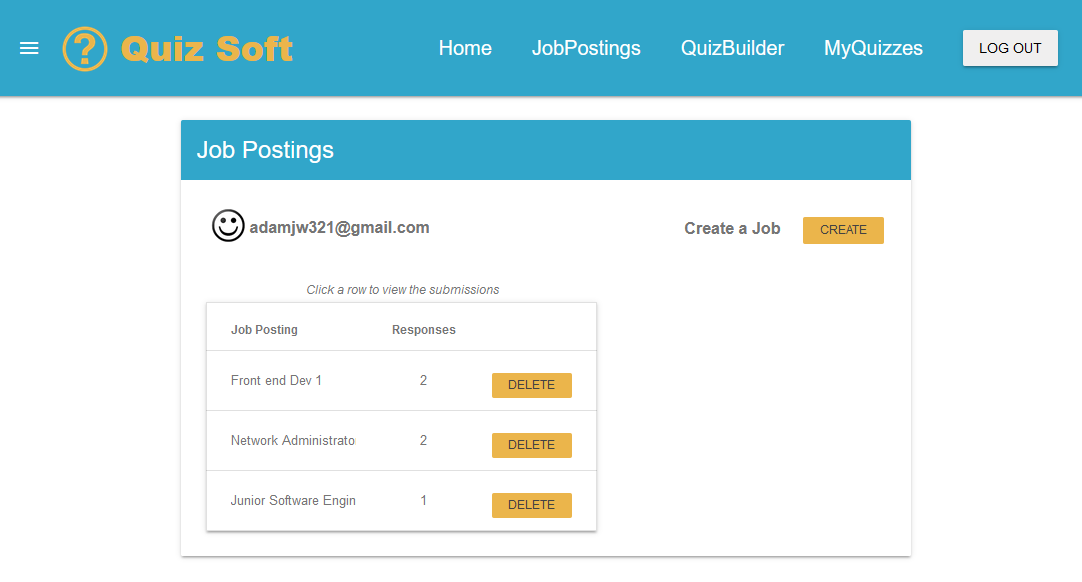 ? Quiz Soft Home JobPostings QuizBuilder MyQuizzes LOG OUT
Job Postings
adamjw321@gmail.com Create a Job CREATE
Click a row to view the submissions
Job Posting Responses
Front end Dev 1 2 DELETE
Network Administrato 2 DELETE
Junior Software Engin 1 DELETE